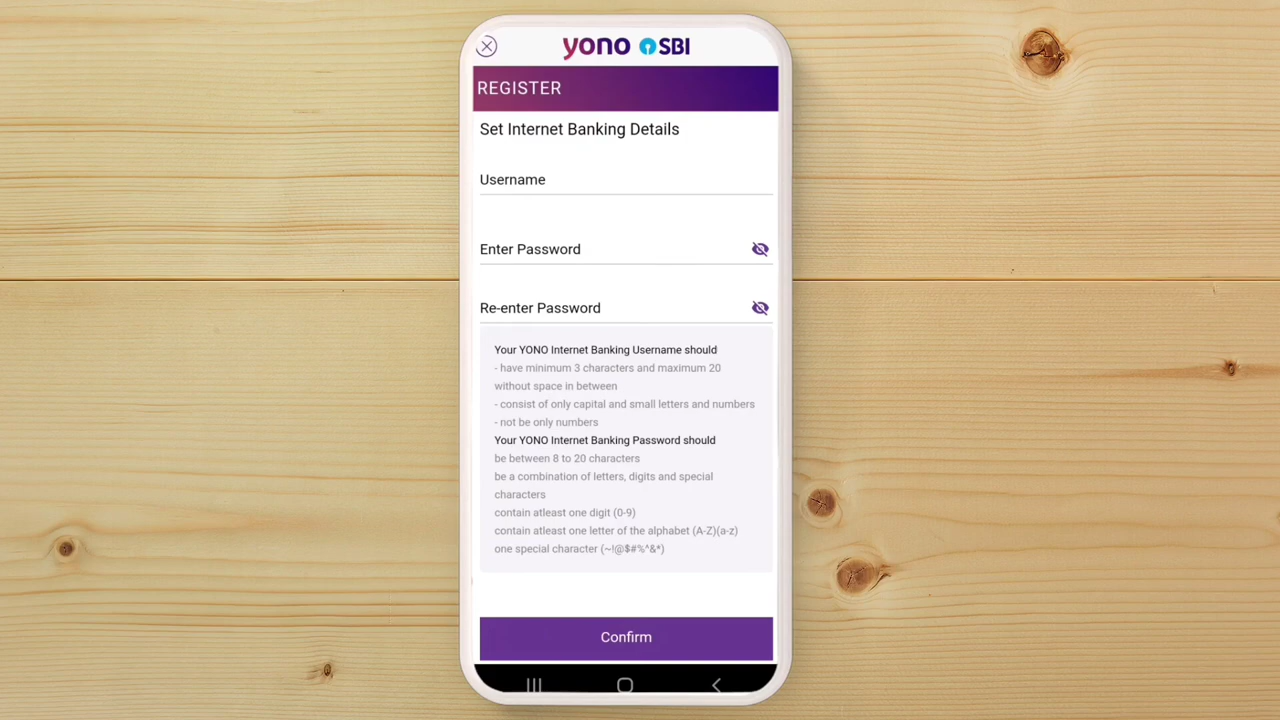 yono SBI
REGISTER
Set Internet Banking Details
Username
Enter Password
Re-enter Password
Your YONO Internet Banking Username should
- have minimum 3 characters and maximum 20
without space in between
- consist of only capital and small letters and numbers
- not be only numbers
Your YONO Internet Banking Password should
be between 8 to 20 characters
be a combination of letters, digits and special
characters
contain atleast one digit (0-9)
contain atleast one letter of the alphabet (A-Z)(a-z)
one special character (~!@$#%^&*)
Confirm